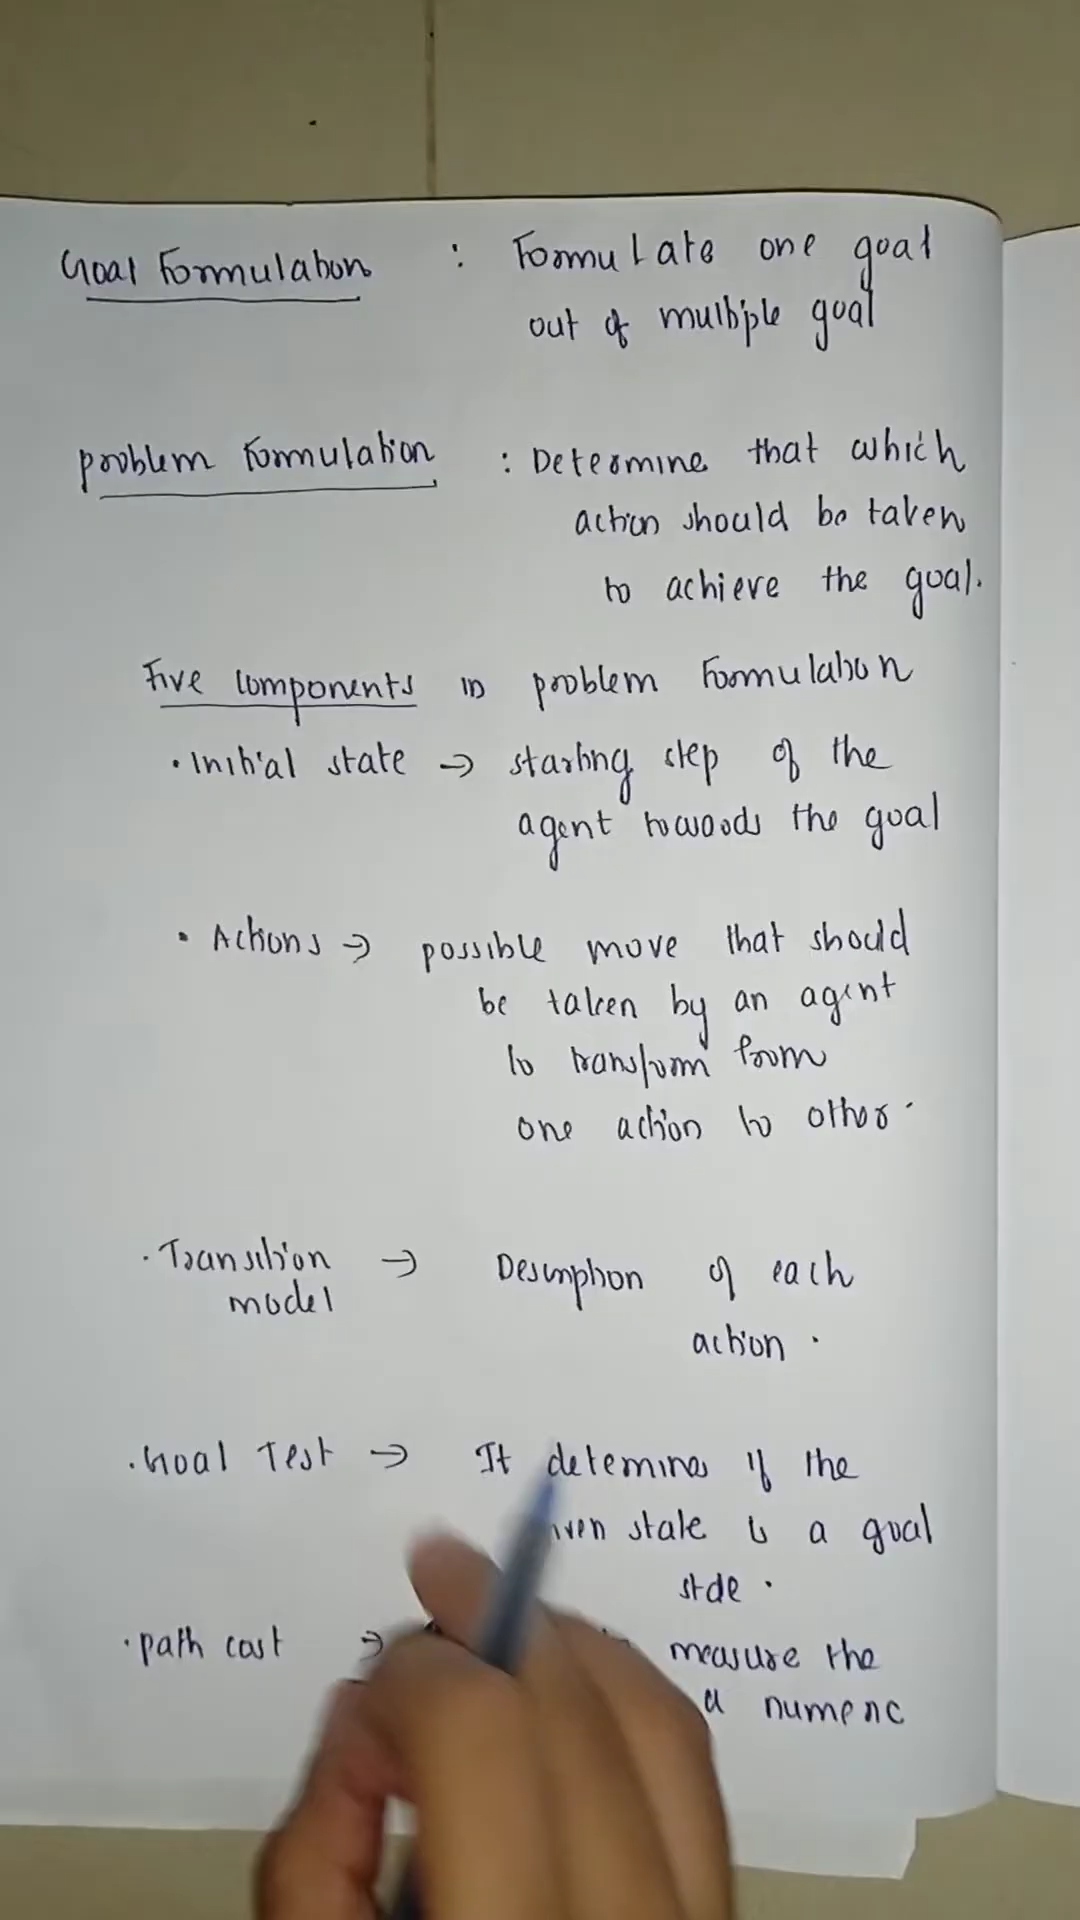 Goal Formulation : Formulate one goal
out of multiple goal
problem Formulation : Determine that which
action should be taken
to achieve the goal.
Five components in problem Formulation
• Initial state → starting step of the
agent towards the goal
• Actions → possible move that should
be taken by an agent
to transform from
one action to other.
• Transition → Description of each
model
action.
• Goal Test → It determines if the
state is a goal
state.
• path cost → measure the
a numeric